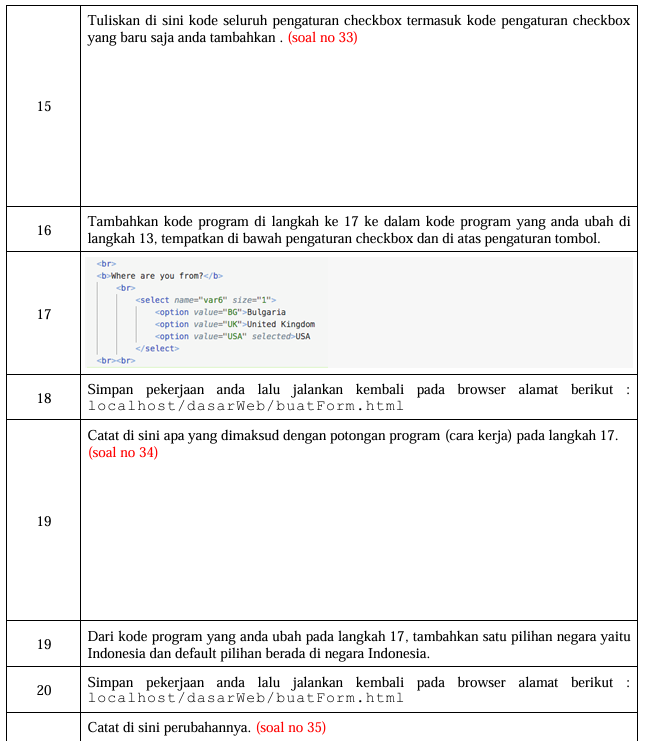 15
Tuliskan di sini kode seluruh pengaturan checkbox termasuk kode pengaturan checkbox
yang baru saja anda tambahkan . (soal no 33)
16
Tambahkan kode program di langkah ke 17 ke dalam kode program yang anda ubah di
langkah 13, tempatkan di bawah pengaturan checkbox dan di atas pengaturan tombol.
17
<br>
<b>Where are you from?</b>
<br>
<select name="var6" size="1">
<option value="BG">Bulgaria
<option value="UK">United Kingdom
<option value="USA" selected>USA
</select>
<br><br>
18
Simpan pekerjaan anda lalu jalankan kembali pada browser alamat berikut :
localhost/dasarWeb/buatForm.html
19
Catat di sini apa yang dimaksud dengan potongan program (cara kerja) pada langkah 17.
(soal no 34)
19
Dari kode program yang anda ubah pada langkah 17, tambahkan satu pilihan negara yaitu
Indonesia dan default pilihan berada di negara Indonesia.
20
Simpan pekerjaan anda lalu jalankan kembali pada browser alamat berikut :
localhost/dasarWeb/buatForm.html
Catat di sini perubahannya. (soal no 35)